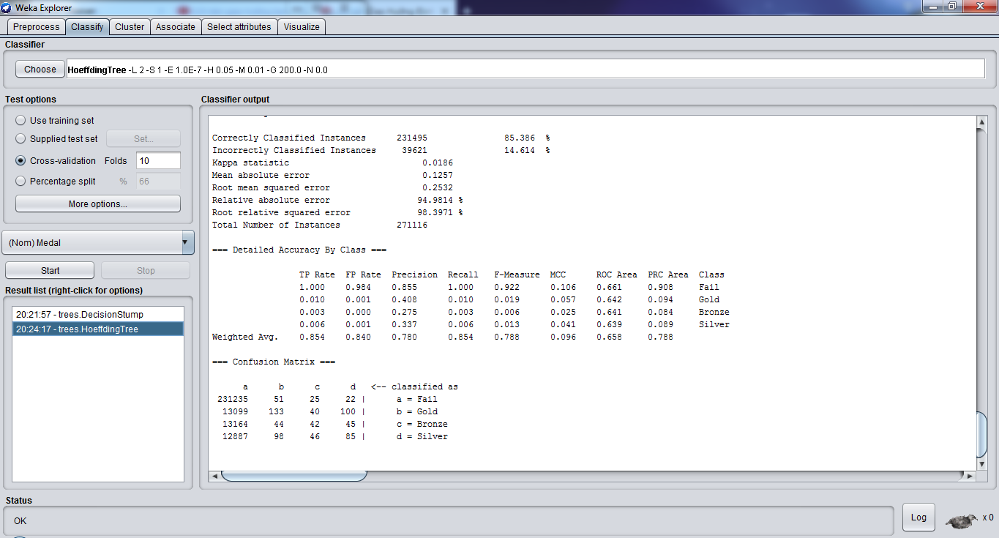 Weka Explorer
Preprocess Classify Cluster Associate Select attributes Visualize
Classifier
Choose HoeffdingTree -L 2 -S 1 -E 1.0E-7 -H 0.05 -M 0.01 -G 200.0 -N 0.0
Test options
Use training set
Supplied test set Set...
Cross-validation Folds 10
Percentage split % 66
More options...
(Nom) Medal
Start Stop
Result list (right-click for options)
20:21:57 - trees.DecisionStump
20:24:17 - trees.HoeffdingTree
Classifier output
Correctly Classified Instances 231495 85.386 %
Incorrectly Classified Instances 39621 14.614 %
Kappa statistic 0.0186
Mean absolute error 0.1257
Root mean squared error 0.2532
Relative absolute error 94.9814 %
Root relative squared error 98.3971 %
Total Number of Instances 271116
=== Detailed Accuracy By Class ===
TP Rate FP Rate Precision Recall F-Measure MCC ROC Area PRC Area Class
1.000 0.984 0.855 1.000 0.922 0.106 0.661 0.908 Fail
0.010 0.001 0.408 0.010 0.019 0.057 0.642 0.094 Gold
0.003 0.000 0.275 0.003 0.006 0.025 0.641 0.084 Bronze
0.006 0.001 0.337 0.006 0.013 0.041 0.639 0.089 Silver
Weighted Avg. 0.854 0.840 0.780 0.854 0.788 0.096 0.658 0.788
=== Confusion Matrix ===
a b c d <-- classified as
231235 51 25 22 | a = Fail
13099 133 40 100 | b = Gold
13164 44 42 45 | c = Bronze
12887 98 46 85 | d = Silver
Status
OK
Log x 0